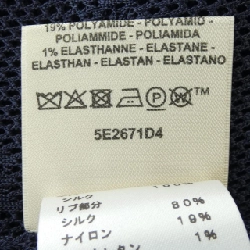 19% POLYAMIDE - POLYAMID
POLIAMMIDE - POLIAMIDA
1% ELASTHANNE - ELASTANE
ELASTHAN - ELASTAN - ELASTANO
P W
5E2671D4
シルク
リブ部分 80%
シルク 19%
ナイロン 1%